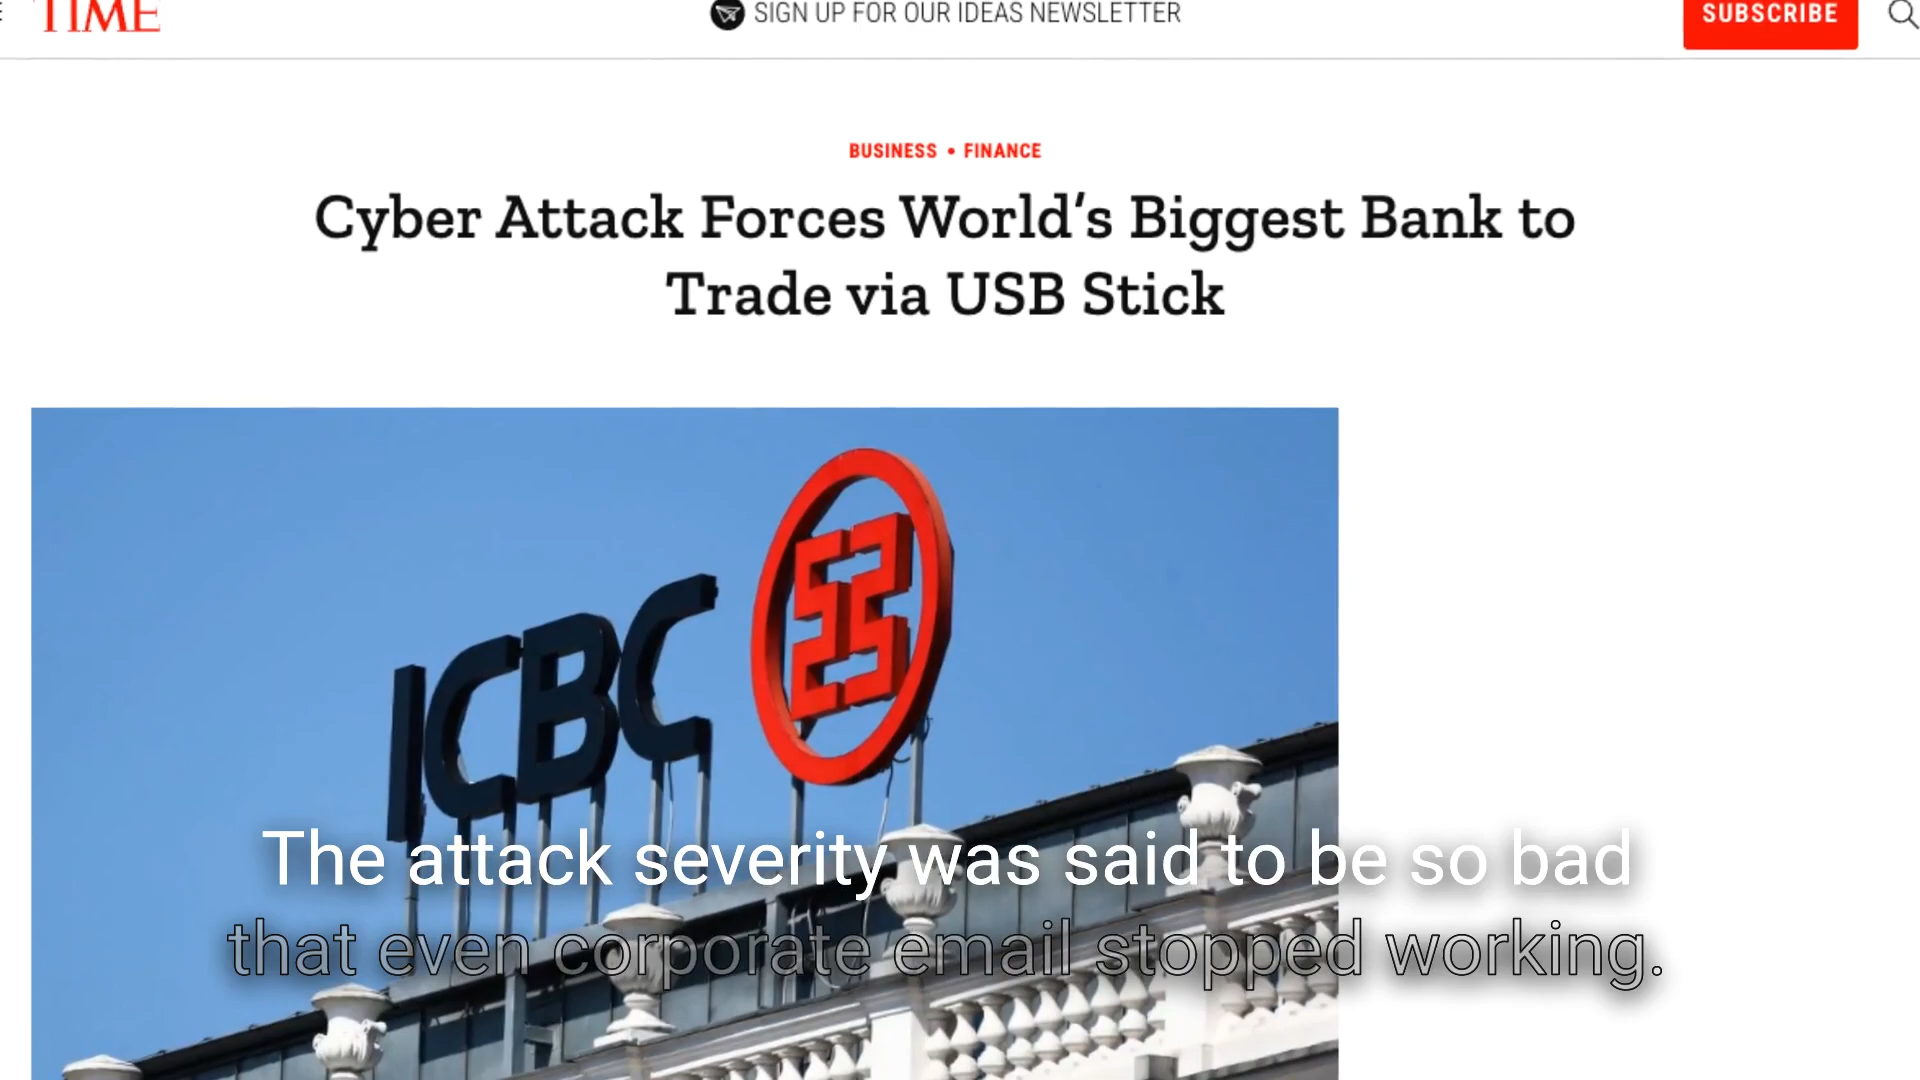 TIME
SIGN UP FOR OUR IDEAS NEWSLETTER
SUBSCRIBE
BUSINESS • FINANCE
Cyber Attack Forces World's Biggest Bank to
Trade via USB Stick
ICBC
The attack severity was said to be so bad
that even corporate email stopped working.